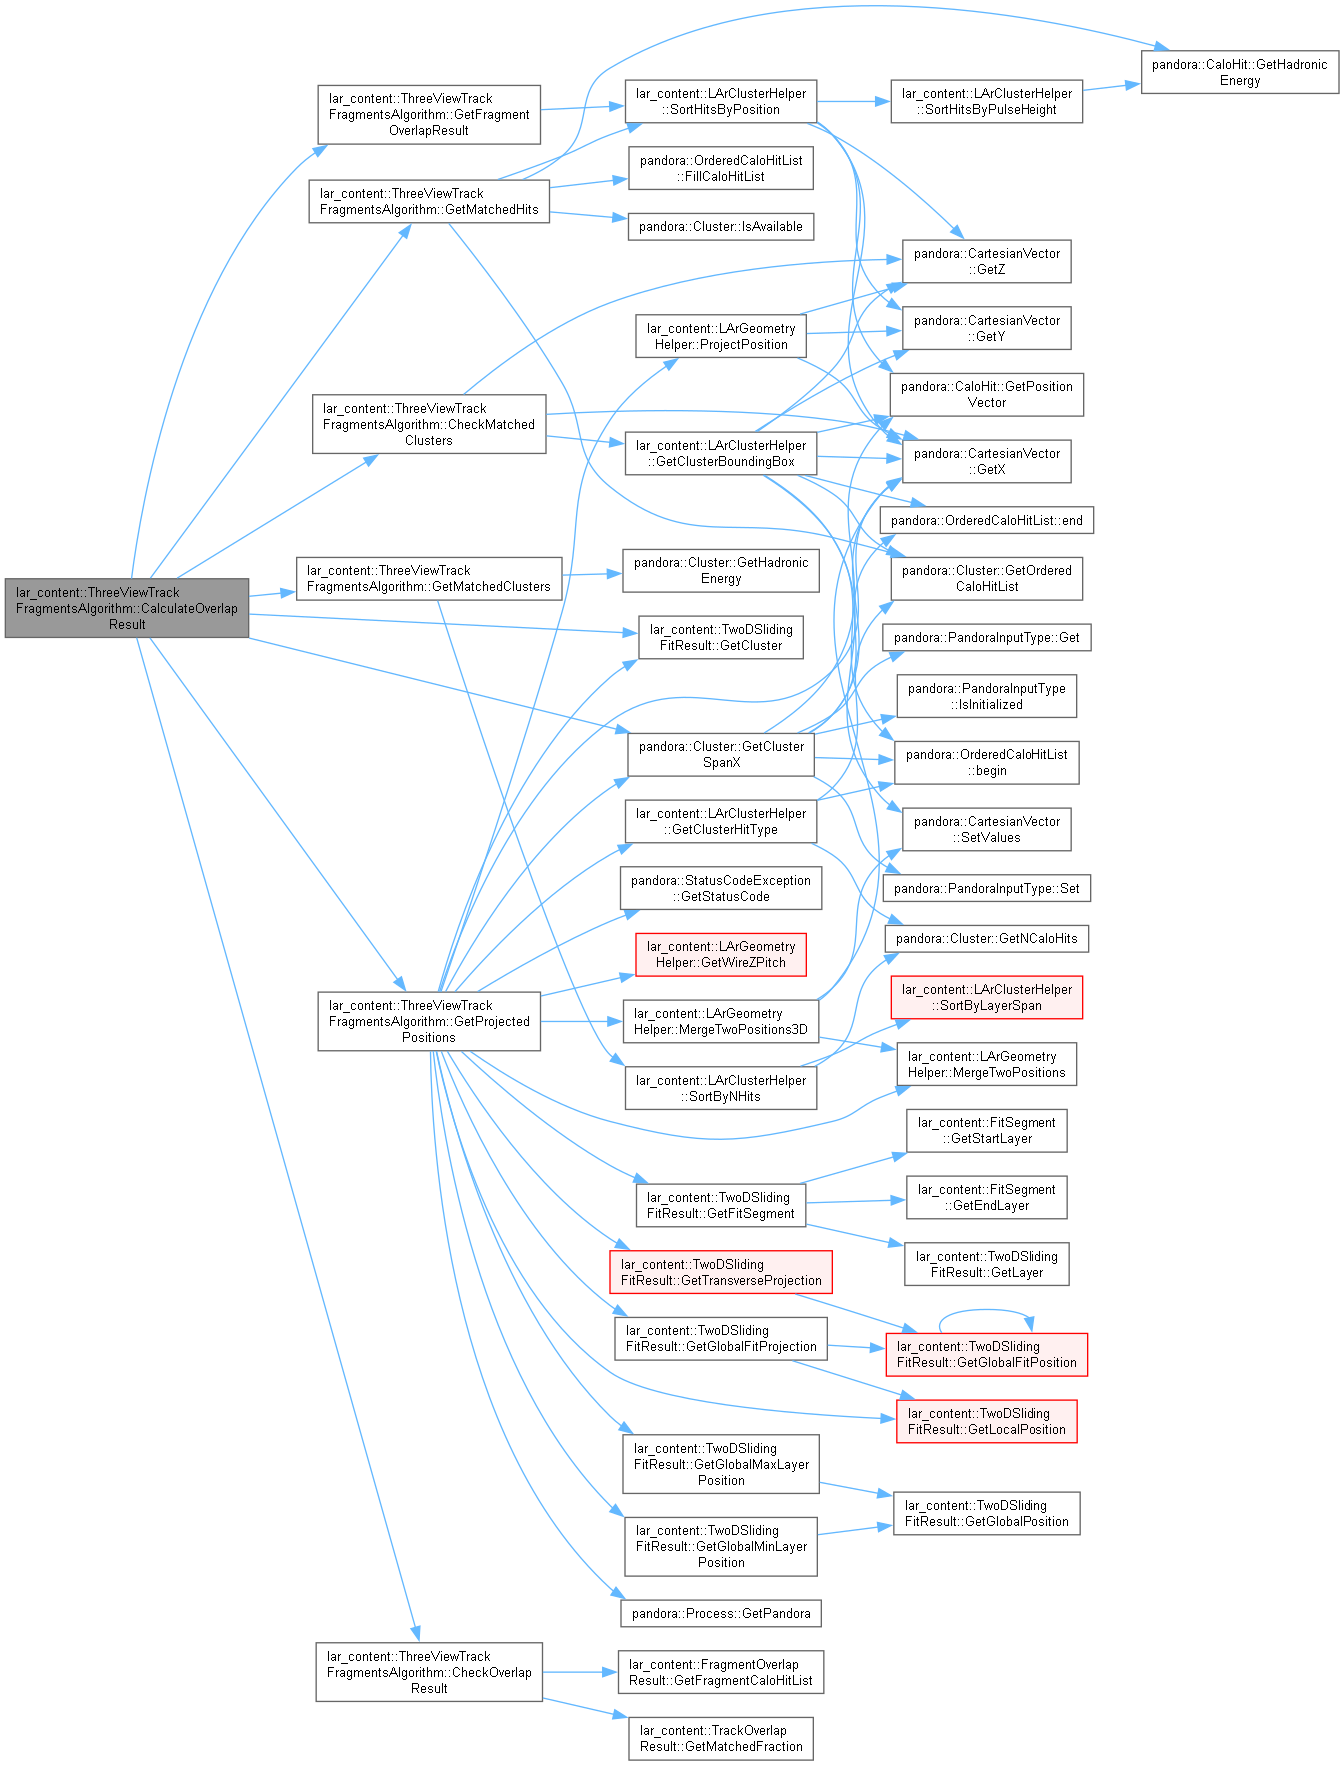 lar_content::ThreeViewTrack
FragmentsAlgorithm::CalculateOverlap
Result
lar_content::ThreeViewTrack
FragmentsAlgorithm::GetFragment
OverlapResult
lar_content::ThreeViewTrack
FragmentsAlgorithm::GetMatchedHits
lar_content::ThreeViewTrack
FragmentsAlgorithm::CheckMatched
Clusters
lar_content::ThreeViewTrack
FragmentsAlgorithm::GetMatchedClusters
lar_content::ThreeViewTrack
FragmentsAlgorithm::GetProjected
Positions
lar_content::ThreeViewTrack
FragmentsAlgorithm::CheckOverlap
Result
lar_content::LArClusterHelper
::SortHitsByPosition
pandora::OrderedCaloHitList
::FillCaloHitList
pandora::Cluster::IsAvailable
lar_content::LArGeometry
Helper::ProjectPosition
lar_content::LArClusterHelper
::GetClusterBoundingBox
pandora::Cluster::GetHadronic
Energy
lar_content::TwoDSliding
FitResult::GetCluster
pandora::Cluster::GetCluster
SpanX
lar_content::LArClusterHelper
::GetClusterHitType
pandora::StatusCodeException
::GetStatusCode
lar_content::LArGeometry
Helper::GetWireZPitch
lar_content::LArGeometry
Helper::MergeTwoPositions3D
lar_content::LArClusterHelper
::SortByNHits
lar_content::TwoDSliding
FitResult::GetFitSegment
lar_content::TwoDSliding
FitResult::GetTransverseProjection
lar_content::TwoDSliding
FitResult::GetGlobalFitProjection
lar_content::TwoDSliding
FitResult::GetGlobalMaxLayer
Position
lar_content::TwoDSliding
FitResult::GetGlobalMinLayer
Position
pandora::Process::GetPandora
lar_content::FragmentOverlap
Result::GetFragmentCaloHitList
lar_content::TrackOverlap
Result::GetMatchedFraction
lar_content::LArClusterHelper
::SortHitsByPulseHeight
pandora::CartesianVector
::GetZ
pandora::CartesianVector
::GetY
pandora::CaloHit::GetPosition
Vector
pandora::CartesianVector
::GetX
pandora::OrderedCaloHitList::end
pandora::Cluster::GetOrdered
CaloHitList
pandora::PandoraInputType::Get
pandora::PandoraInputType
::IsInitialized
pandora::OrderedCaloHitList
::begin
pandora::CartesianVector
::SetValues
pandora::PandoraInputType::Set
pandora::Cluster::GetNCaloHits
lar_content::LArClusterHelper
::SortByLayerSpan
lar_content::LArGeometry
Helper::MergeTwoPositions
lar_content::FitSegment
::GetStartLayer
lar_content::FitSegment
::GetEndLayer
lar_content::TwoDSliding
FitResult::GetLayer
lar_content::TwoDSliding
FitResult::GetGlobalFitPosition
lar_content::TwoDSliding
FitResult::GetLocalPosition
lar_content::TwoDSliding
FitResult::GetGlobalPosition
pandora::CaloHit::GetHadronic
Energy